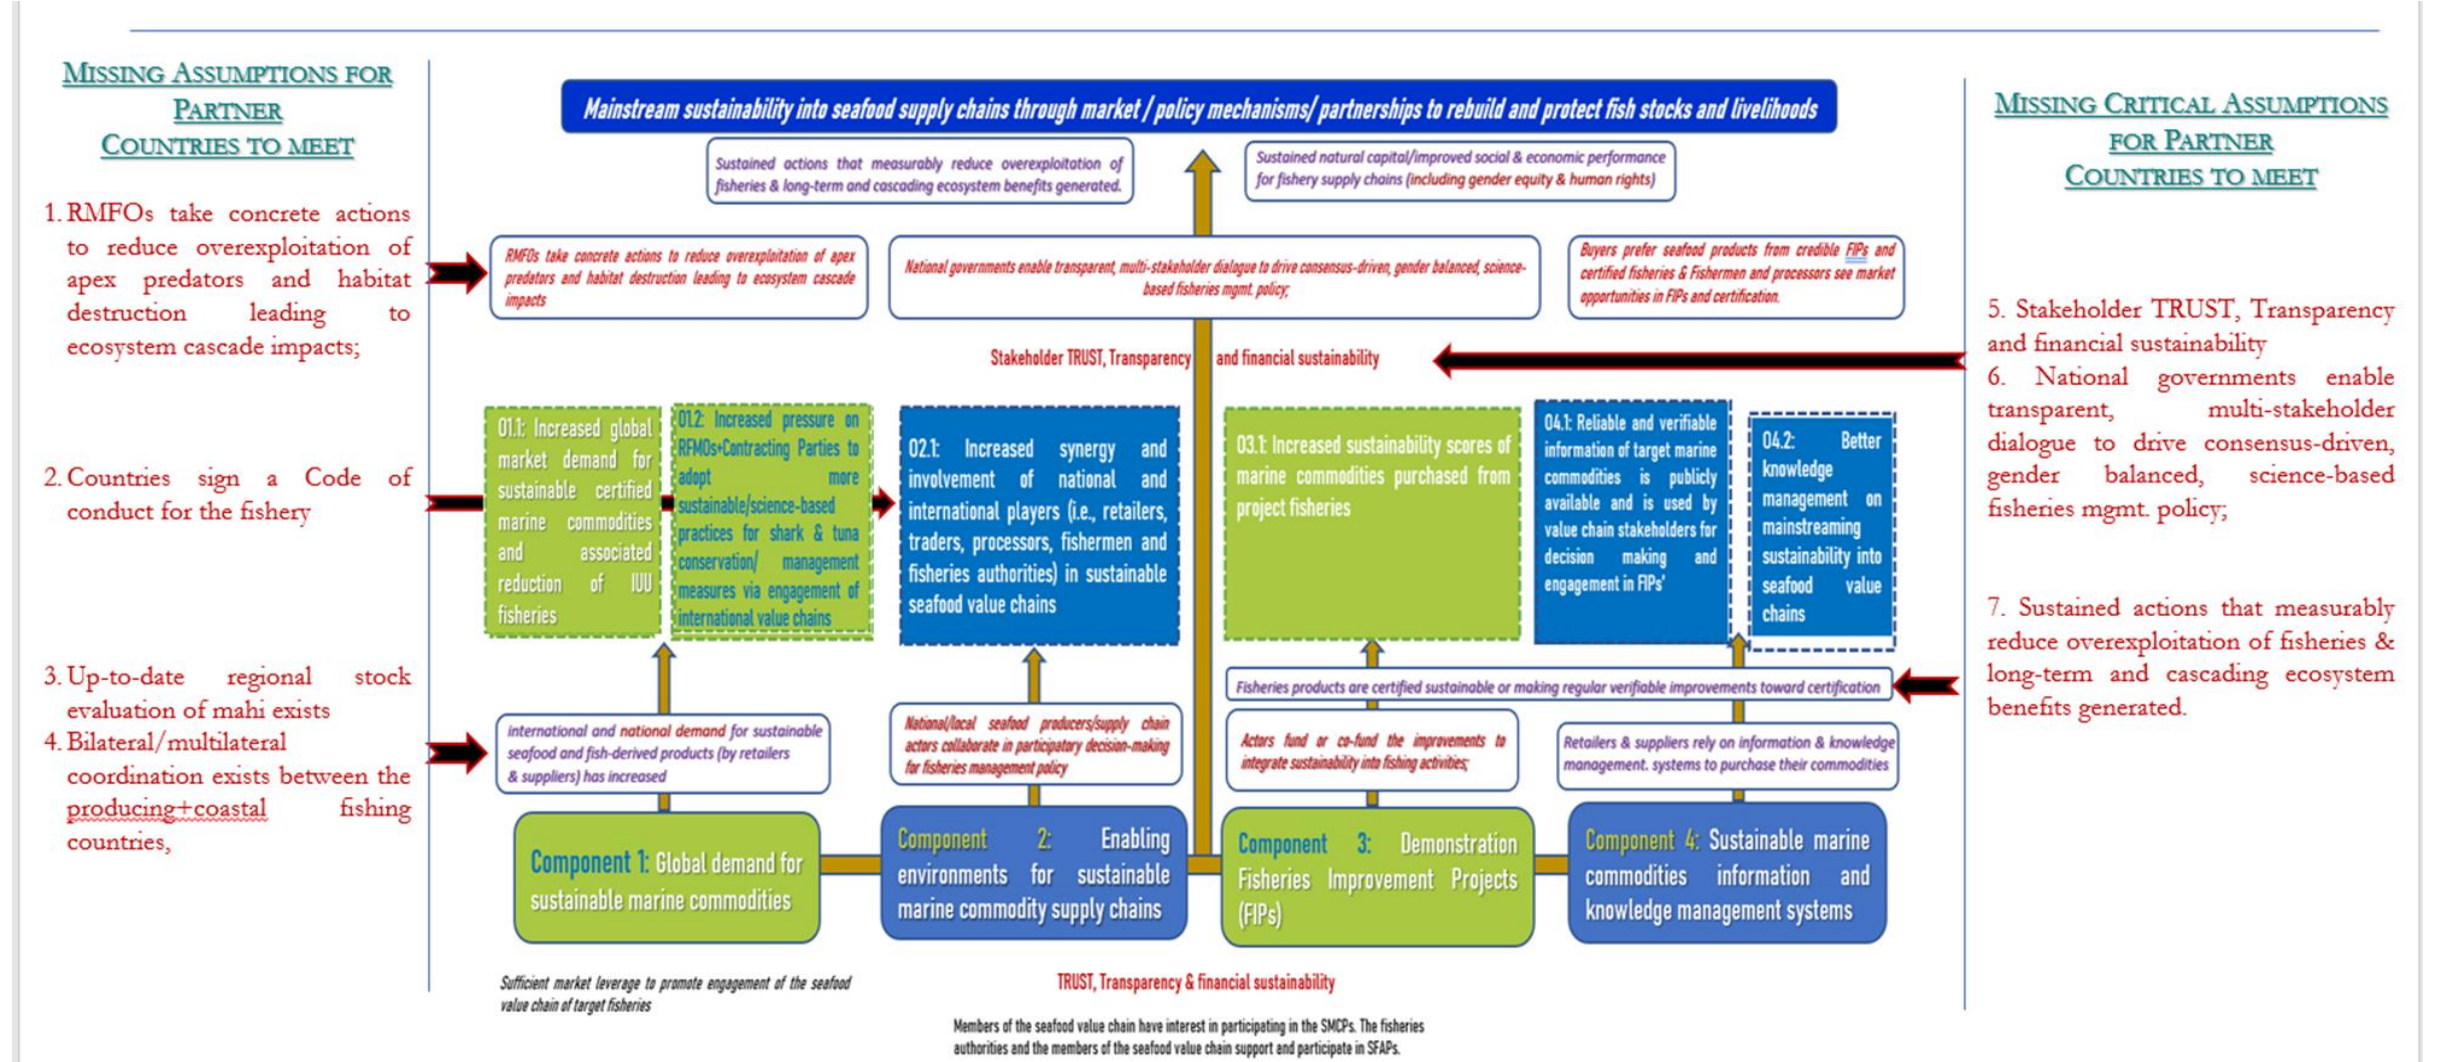 MISSING ASSUMPTIONS FOR
PARTNER
COUNTRIES TO MEET
1. RMFOs take concrete actions
to reduce overexploitation of
apex predators and habitat
destruction leading to
ecosystem cascade impacts;
2. Countries sign a Code of
conduct for the fishery
3. Up-to-date regional stock
evaluation of mahi exists
4. Bilateral/multilateral
coordination exists between the
producing+coastal fishing
countries,
Mainstream sustainability into seafood supply chains through market / policy mechanisms/ partnerships to rebuild and protect fish stocks and livelihoods
Sustained actions that measurably reduce overexploitation of
fisheries & long-term and cascading ecosystem benefits generated.
Sustained natural capital/improved social & economic performance
for fishery supply chains (including gender equity & human rights)
RMFOs take concrete actions to reduce overexploitation of apex
predators and habitat destruction leading to ecosystem cascade
impacts
National governments enable transparent, multi-stakeholder dialogue to drive consensus-driven, gender balanced, science-
based fisheries mgmt. policy;
Buyers prefer seafood products from credible FIPs and
certified fisheries & Fishermen and processors see market
opportunities in FIPs and certification.
Stakeholder TRUST, Transparency and financial sustainability
O1.1: Increased global
market demand for
sustainable certified
marine commodities
and associated
reduction of IUU
fisheries
O1.2: Increased pressure on
RFMOs+Contracting Parties to
adopt more
sustainable/science-based
practices for shark & tuna
conservation/ management
measures via engagement of
international value chains
O2.1: Increased synergy and
involvement of national and
international players (i.e., retailers,
traders, processors, fishermen and
fisheries authorities) in sustainable
seafood value chains
O3.1: Increased sustainability scores of
marine commodities purchased from
project fisheries
O4.1: Reliable and verifiable
information of target marine
commodities is publicly
available and is used by
value chain stakeholders for
decision making and
engagement in FIPs'
O4.2: Better
knowledge
management on
mainstreaming
sustainability into
seafood value
chains
Fisheries products are certified sustainable or making regular verifiable improvements toward certification
international and national demand for sustainable
seafood and fish-derived products (by retailers
& suppliers) has increased
National/local seafood producers/supply chain
actors collaborate in participatory decision-making
for fisheries management policy
Actors fund or co-fund the improvements to
integrate sustainability into fishing activities;
Retailers & suppliers rely on information & knowledge
management. systems to purchase their commodities
Component 1: Global demand for
sustainable marine commodities
Component 2: Enabling
environments for sustainable
marine commodity supply chains
Component 3: Demonstration
Fisheries Improvement Projects
(FIPs)
Component 4: Sustainable marine
commodities information and
knowledge management systems
Sufficient market leverage to promote engagement of the seafood
value chain of target fisheries
TRUST, Transparency & financial sustainability
Members of the seafood value chain have interest in participating in the SMCPs. The fisheries
authorities and the members of the seafood value chain support and participate in SFAPs.
MISSING CRITICAL ASSUMPTIONS
FOR PARTNER
COUNTRIES TO MEET
5. Stakeholder TRUST, Transparency
and financial sustainability
6. National governments enable
transparent, multi-stakeholder
dialogue to drive consensus-driven,
gender balanced, science-based
fisheries mgmt. policy;
7. Sustained actions that measurably
reduce overexploitation of fisheries &
long-term and cascading ecosystem
benefits generated.